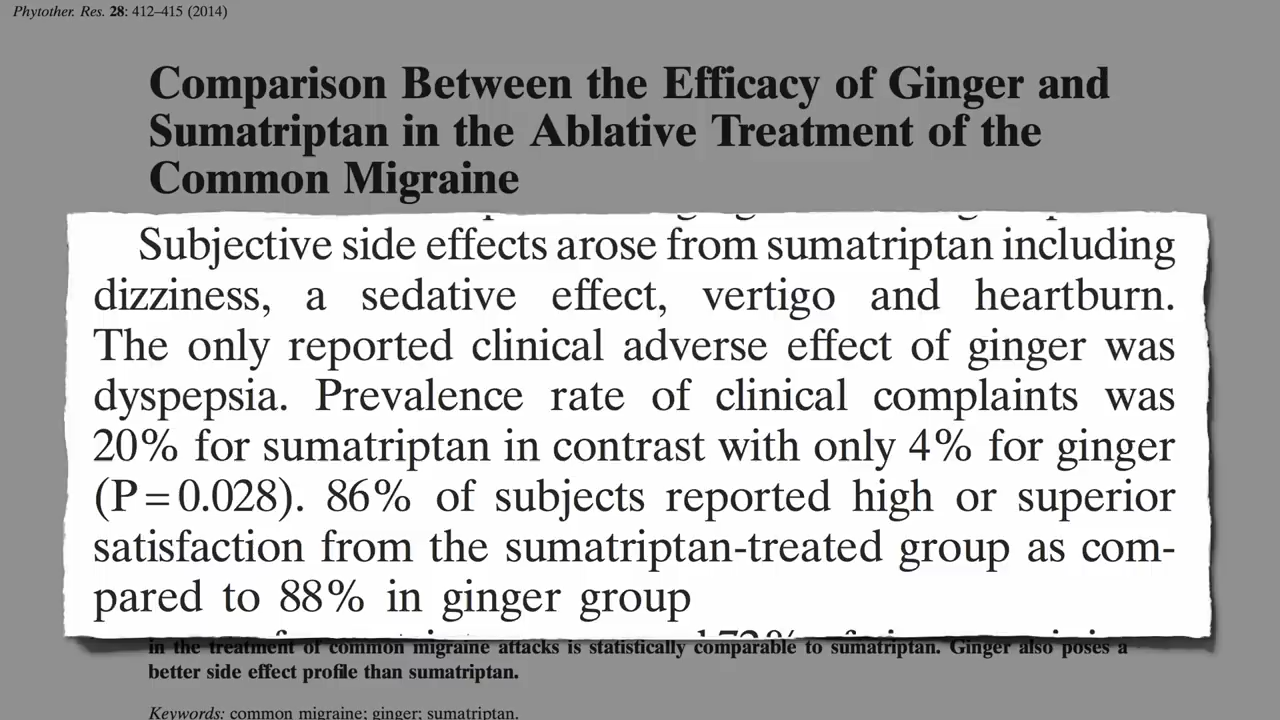 Phytother. Res. 28: 412–415 (2014)
Comparison Between the Efficacy of Ginger and
Sumatriptan in the Ablative Treatment of the
Common Migraine
Subjective side effects arose from sumatriptan including
dizziness, a sedative effect, vertigo and heartburn.
The only reported clinical adverse effect of ginger was
dyspepsia. Prevalence rate of clinical complaints was
20% for sumatriptan in contrast with only 4% for ginger
(P = 0.028). 86% of subjects reported high or superior
satisfaction from the sumatriptan-treated group as com-
pared to 88% in ginger group
in the treatment of common migraine attacks is statistically comparable to sumatriptan. Ginger also poses a
better side effect profile than sumatriptan.
Keywords: common migraine; ginger; sumatriptan.